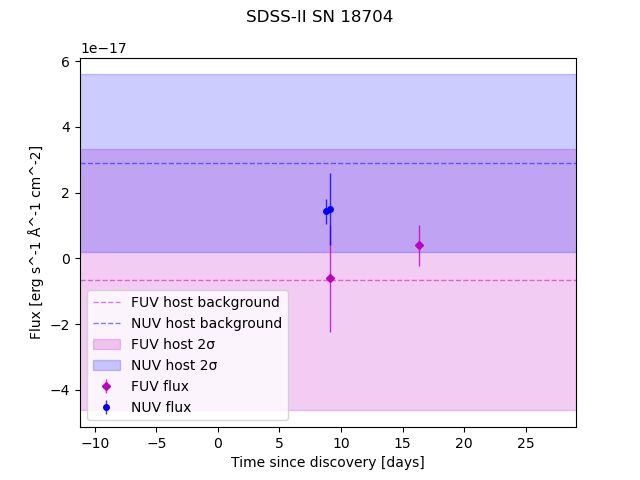 SDSS-II SN 18704
1e−17
6
4
2
0
−2
−4
Flux [erg s^-1 Å^-1 cm^-2]
FUV host background
NUV host background
FUV host 2σ
NUV host 2σ
FUV flux
NUV flux
−10 −5 0 5 10 15 20 25
Time since discovery [days]